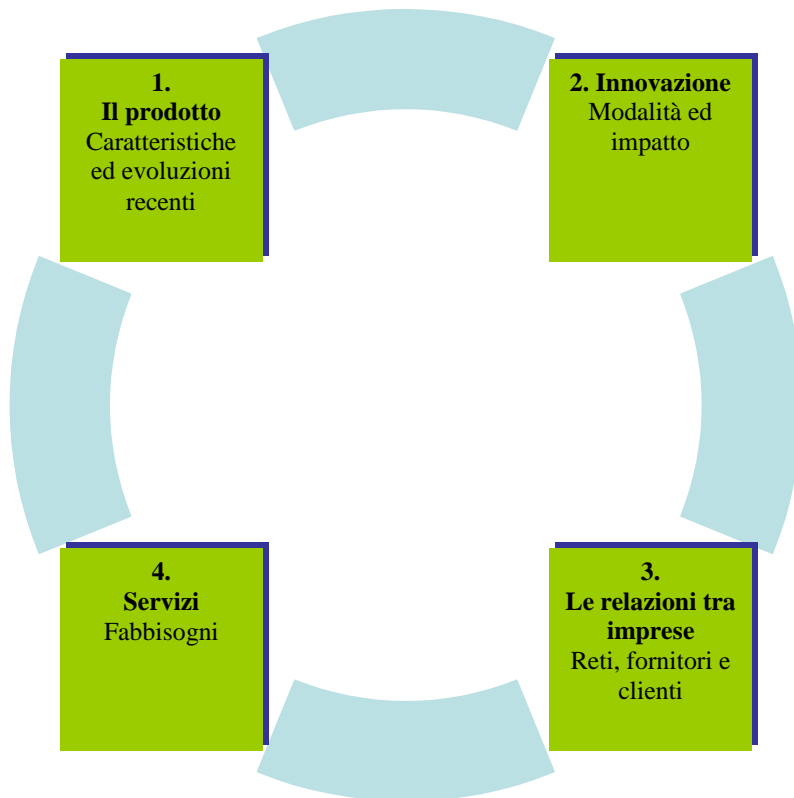 1.
Il prodotto
Caratteristiche
ed evoluzioni
recenti
2. Innovazione
Modalità ed
impatto
3.
Le relazioni tra
imprese
Reti, fornitori e
clienti
4.
Servizi
Fabbisogni